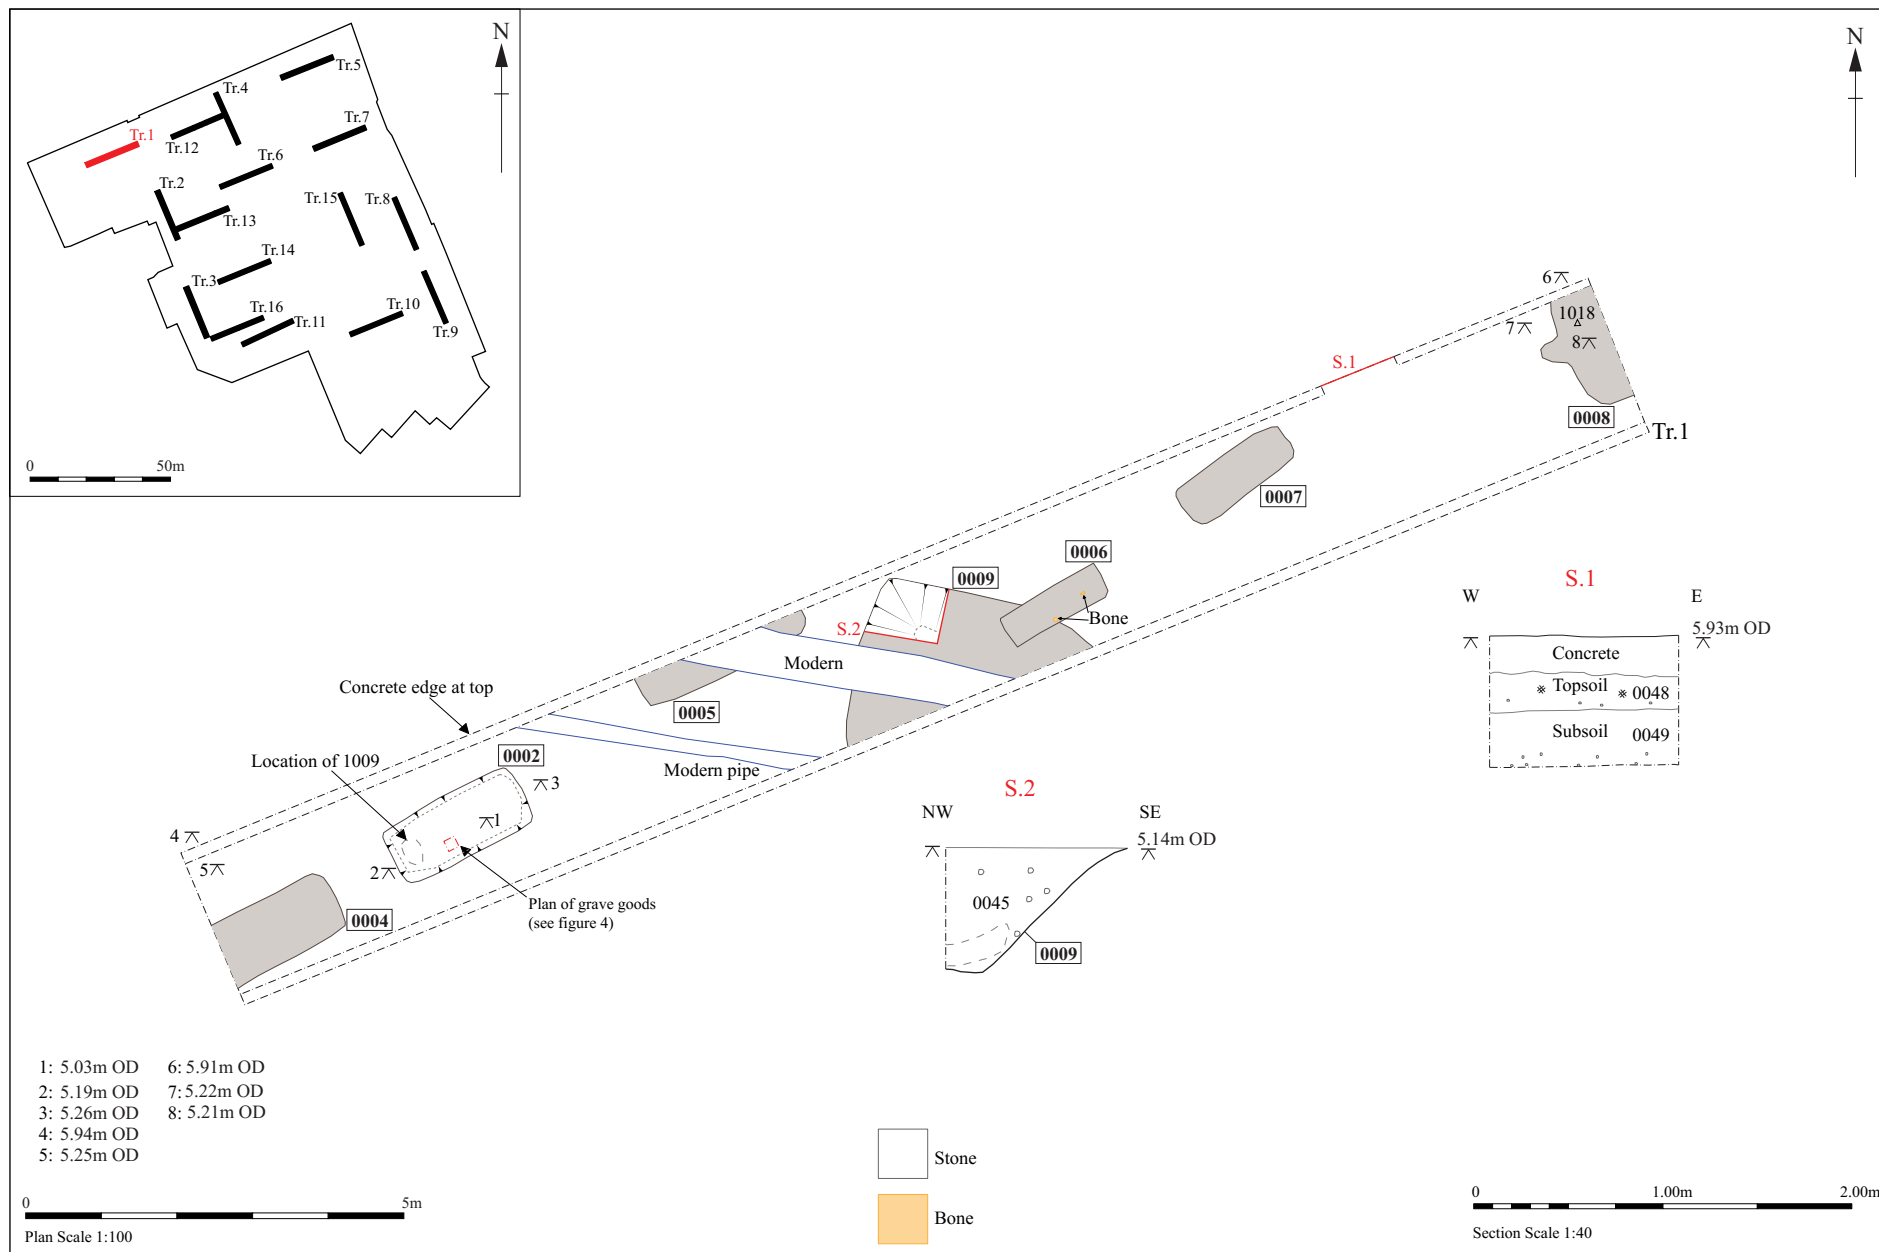 N
Tr.5
Tr.4
Tr.7
Tr.1
Tr.12
Tr.6
Tr.2
Tr.15
Tr.8
Tr.13
Tr.14
Tr.3
Tr.16
Tr.11
Tr.10
Tr.9
0
50m
N
6
1018
7
8
S.1
0008
Tr.1
0007
0006
0009
Bone
S.2
Modern
Concrete edge at top
0005
Location of 1009
0002
Modern pipe
3
1
4
5
2
Plan of grave goods
(see figure 4)
0004
S.1
W
E
5.93m OD
Concrete
Topsoil
0048
Subsoil
0049
S.2
NW
SE
5.14m OD
0045
0009
1: 5.03m OD
2: 5.19m OD
3: 5.26m OD
4: 5.94m OD
5: 5.25m OD
6: 5.91m OD
7: 5.22m OD
8: 5.21m OD
Stone
Bone
0
5m
Plan Scale 1:100
0
1.00m
2.00m
Section Scale 1:40